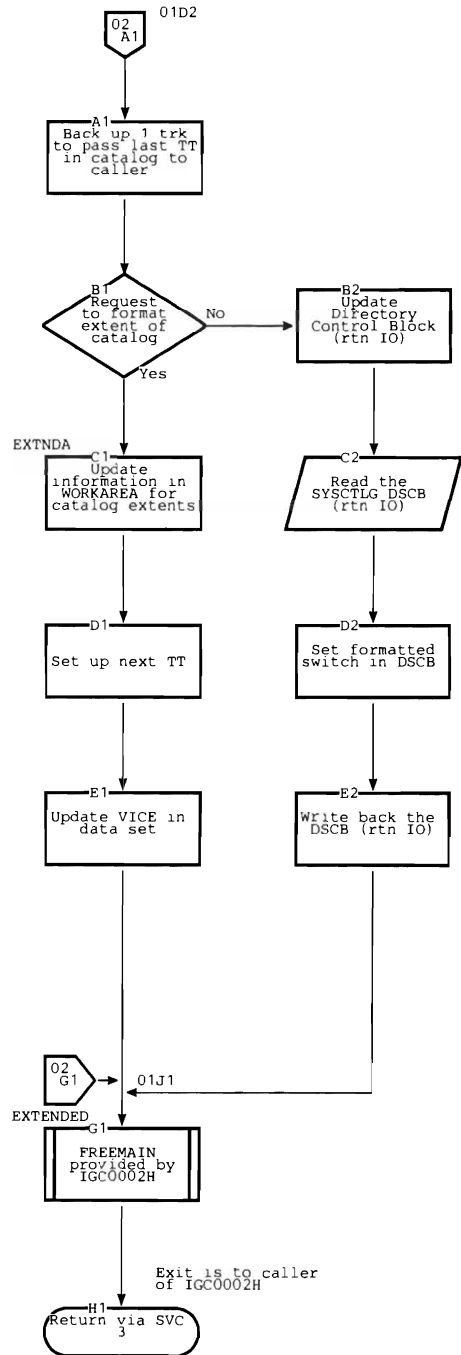 01D2
02
A1
A1
Back up 1 trk
to pass last TT
in catalog to
caller
B1
Request
to format
extent of
catalog
No
Yes
B2
Update
Directory
Control Block
(rtn IO)
EXTNDA
C1
Update
information in
WORKAREA for
catalog extents
C2
Read the
SYSCTLG DSCB
(rtn IO)
D1
Set up next TT
D2
Set formatted
switch in DSCB
E1
Update VICE in
data set
E2
Write back the
DSCB (rtn IO)
02
G1
01J1
EXTENDED
G1
FREEMAIN
provided by
IGC0002H
Exit is to caller
of IGC0002H
H1
Return via SVC
3